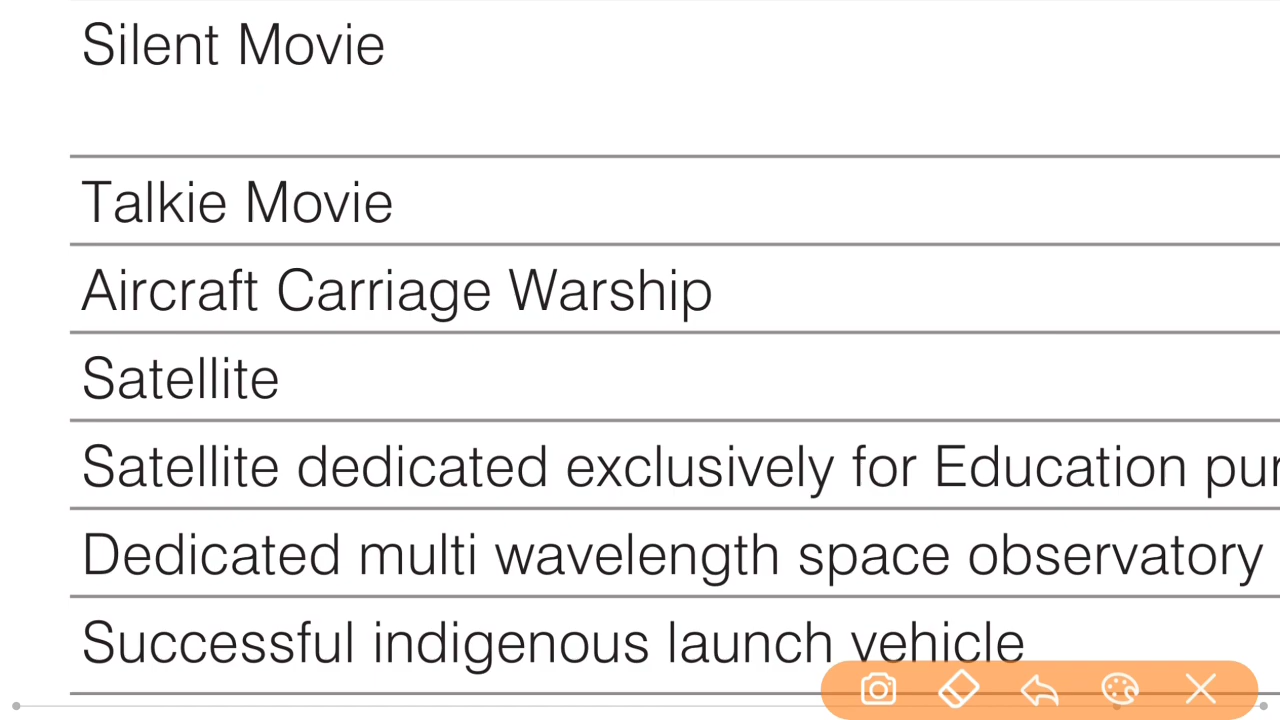 Silent Movie
Talkie Movie
Aircraft Carriage Warship
Satellite
Satellite dedicated exclusively for Education
Dedicated multi wavelength space observatory
Successful indigenous launch vehicle